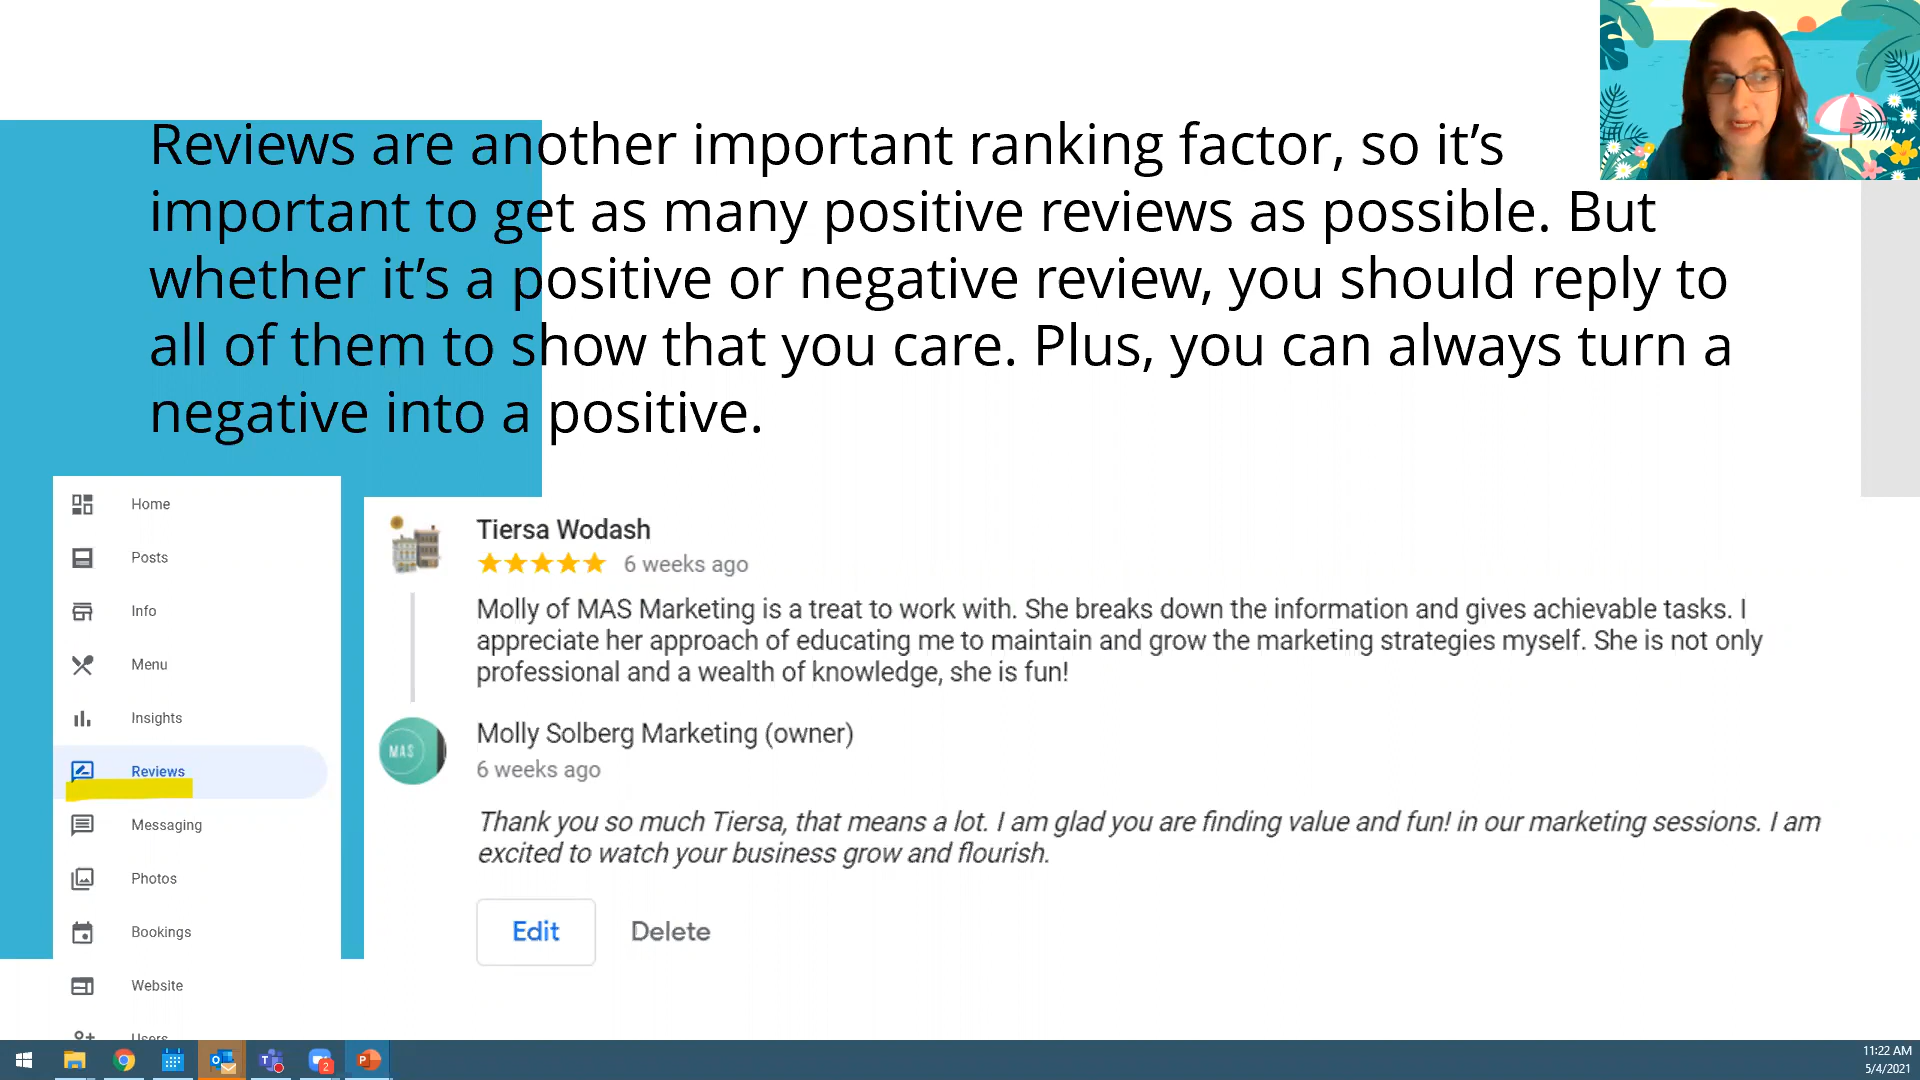 Reviews are another important ranking factor, so it’s
important to get as many positive reviews as possible. But
whether it’s a positive or negative review, you should reply to
all of them to show that you care. Plus, you can always turn a
negative into a positive.
Home
Posts
Info
Menu
Insights
Reviews
Messaging
Photos
Bookings
Website
Users
Tiersa Wodash
6 weeks ago
Molly of MAS Marketing is a treat to work with. She breaks down the information and gives achievable tasks. I
appreciate her approach of educating me to maintain and grow the marketing strategies myself. She is not only
professional and a wealth of knowledge, she is fun!
MAS
Molly Solberg Marketing (owner)
6 weeks ago
Thank you so much Tiersa, that means a lot. I am glad you are finding value and fun! in our marketing sessions. I am
excited to watch your business grow and flourish.
Edit Delete
2
11:22 AM
5/4/2021